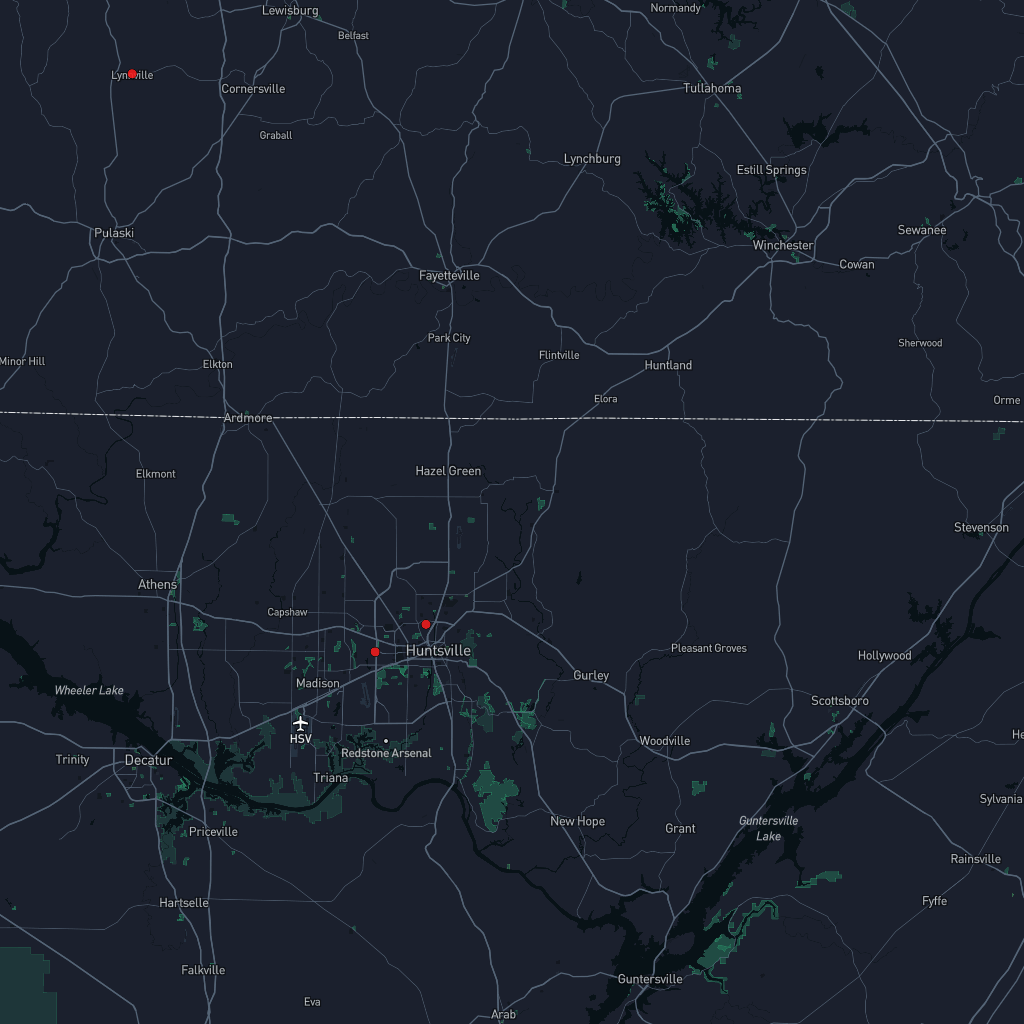 Normandy
Lewisburg
Belfast
Lynnville
Cornersville
Tullahoma
Graball
Lynchburg
Estill Springs
Pulaski
Sewanee
Winchester
Cowan
Fayetteville
Park City
Sherwood
Flintville
Minor Hill
Elkton
Huntland
Elora
Orme
Ardmore
Hazel Green
Elkmont
Stevenson
Athens
Capshaw
Huntsville
Pleasant Groves
Hollywood
Gurley
Madison
Wheeler Lake
Scottsboro
HSV
Woodville
Redstone Arsenal
Trinity
Decatur
Triana
Sylvania
Guntersville
Lake
New Hope
Grant
Priceville
Rainsville
Hartselle
Fyffe
Falkville
Guntersville
Eva
Arab